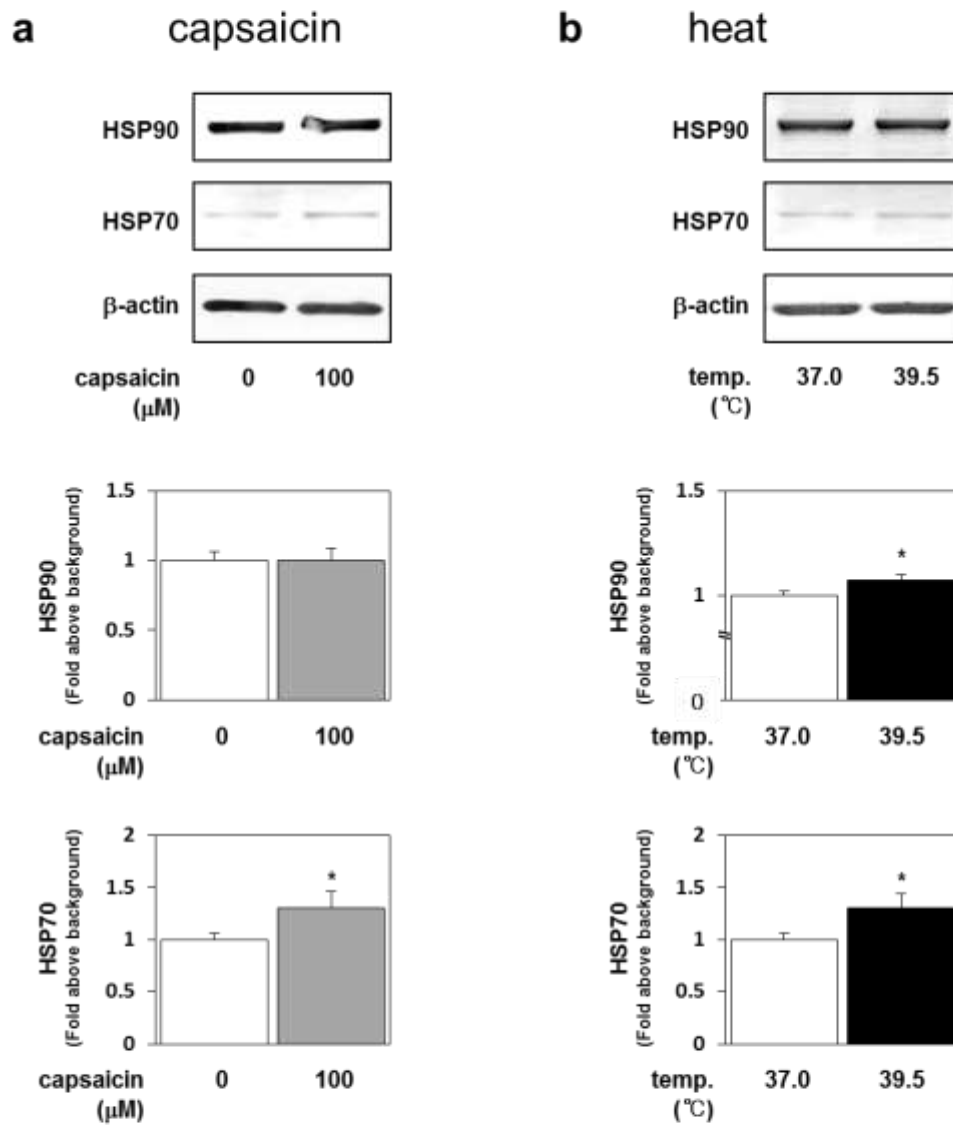 a capsaicin
HSP90
HSP70
β-actin
capsaicin 0 100
(μM)
HSP90
(Fold above background)
1.5
1
0.5
0
capsaicin 0 100
(μM)
HSP70
(Fold above background)
2
*
1.5
1
0.5
0
capsaicin 0 100
(μM)
b heat
HSP90
HSP70
β-actin
temp. 37.0 39.5
(℃)
HSP90
(Fold above background)
1.5
*
1
0
temp. 37.0 39.5
(℃)
HSP70
(Fold above background)
2
*
1.5
1
0.5
0
temp. 37.0 39.5
(℃)